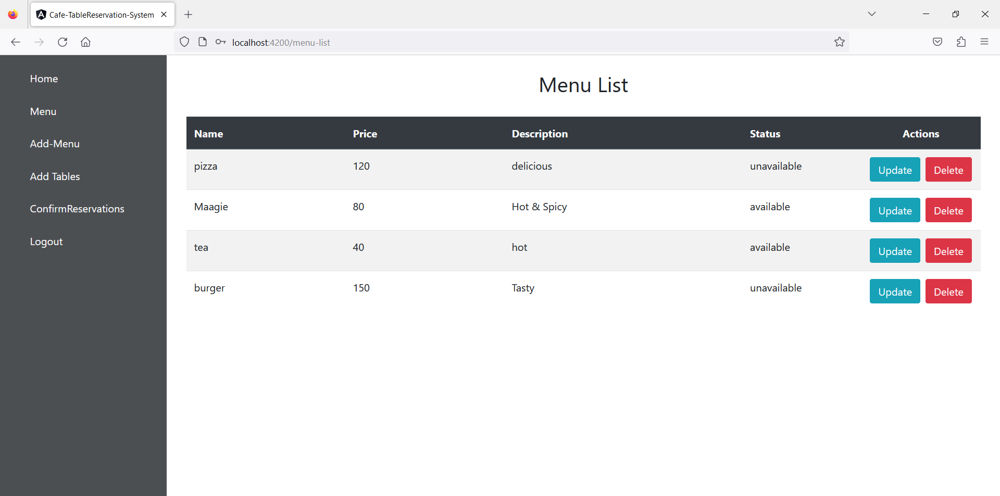 Cafe-TableReservation-System
localhost:4200/menu-list
Home
Menu
Add-Menu
Add Tables
ConfirmReservations
Logout
Menu List
Name Price Description Status Actions
pizza 120 delicious unavailable Update Delete
Maagie 80 Hot & Spicy available Update Delete
tea 40 hot available Update Delete
burger 150 Tasty unavailable Update Delete